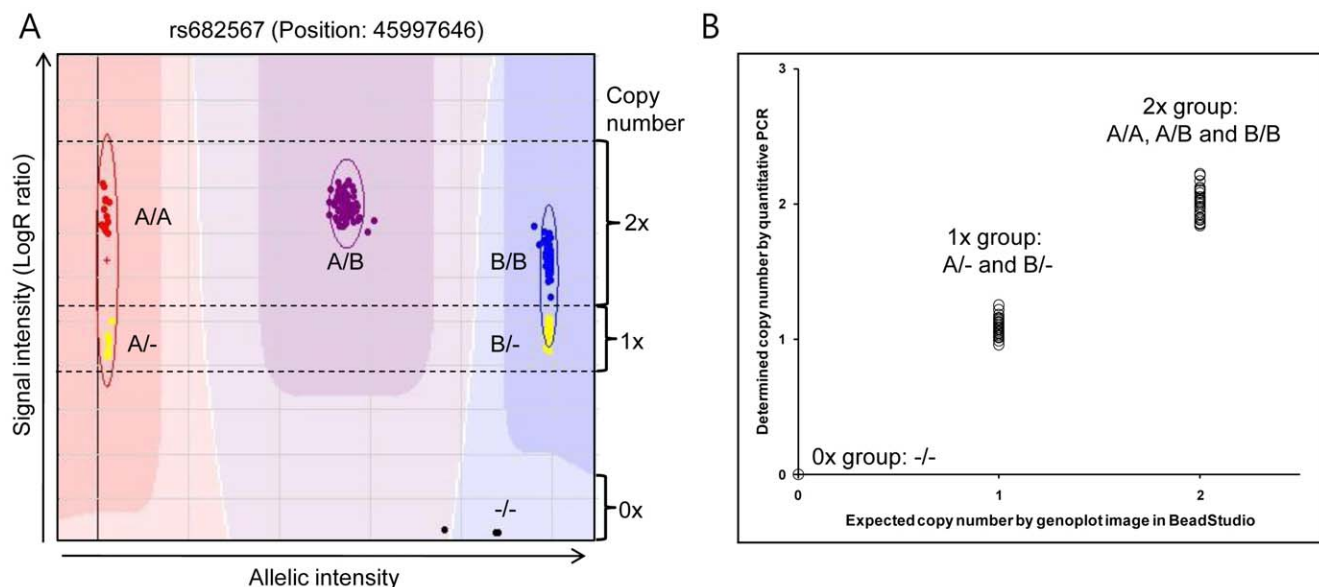 A
rs682567 (Position: 45997646)
Signal intensity (LogR ratio)
Allelic intensity
A/A
A/B
B/B
A/-
B/-
-/-
Copy
number
2x
1x
0x
B
Determined copy number by quantitative PCR
3
2
1
0
2x group:
A/A, A/B and B/B
1x group:
A/- and B/-
0x group: -/-
0
1
2
Expected copy number by genoplot image in BeadStudio